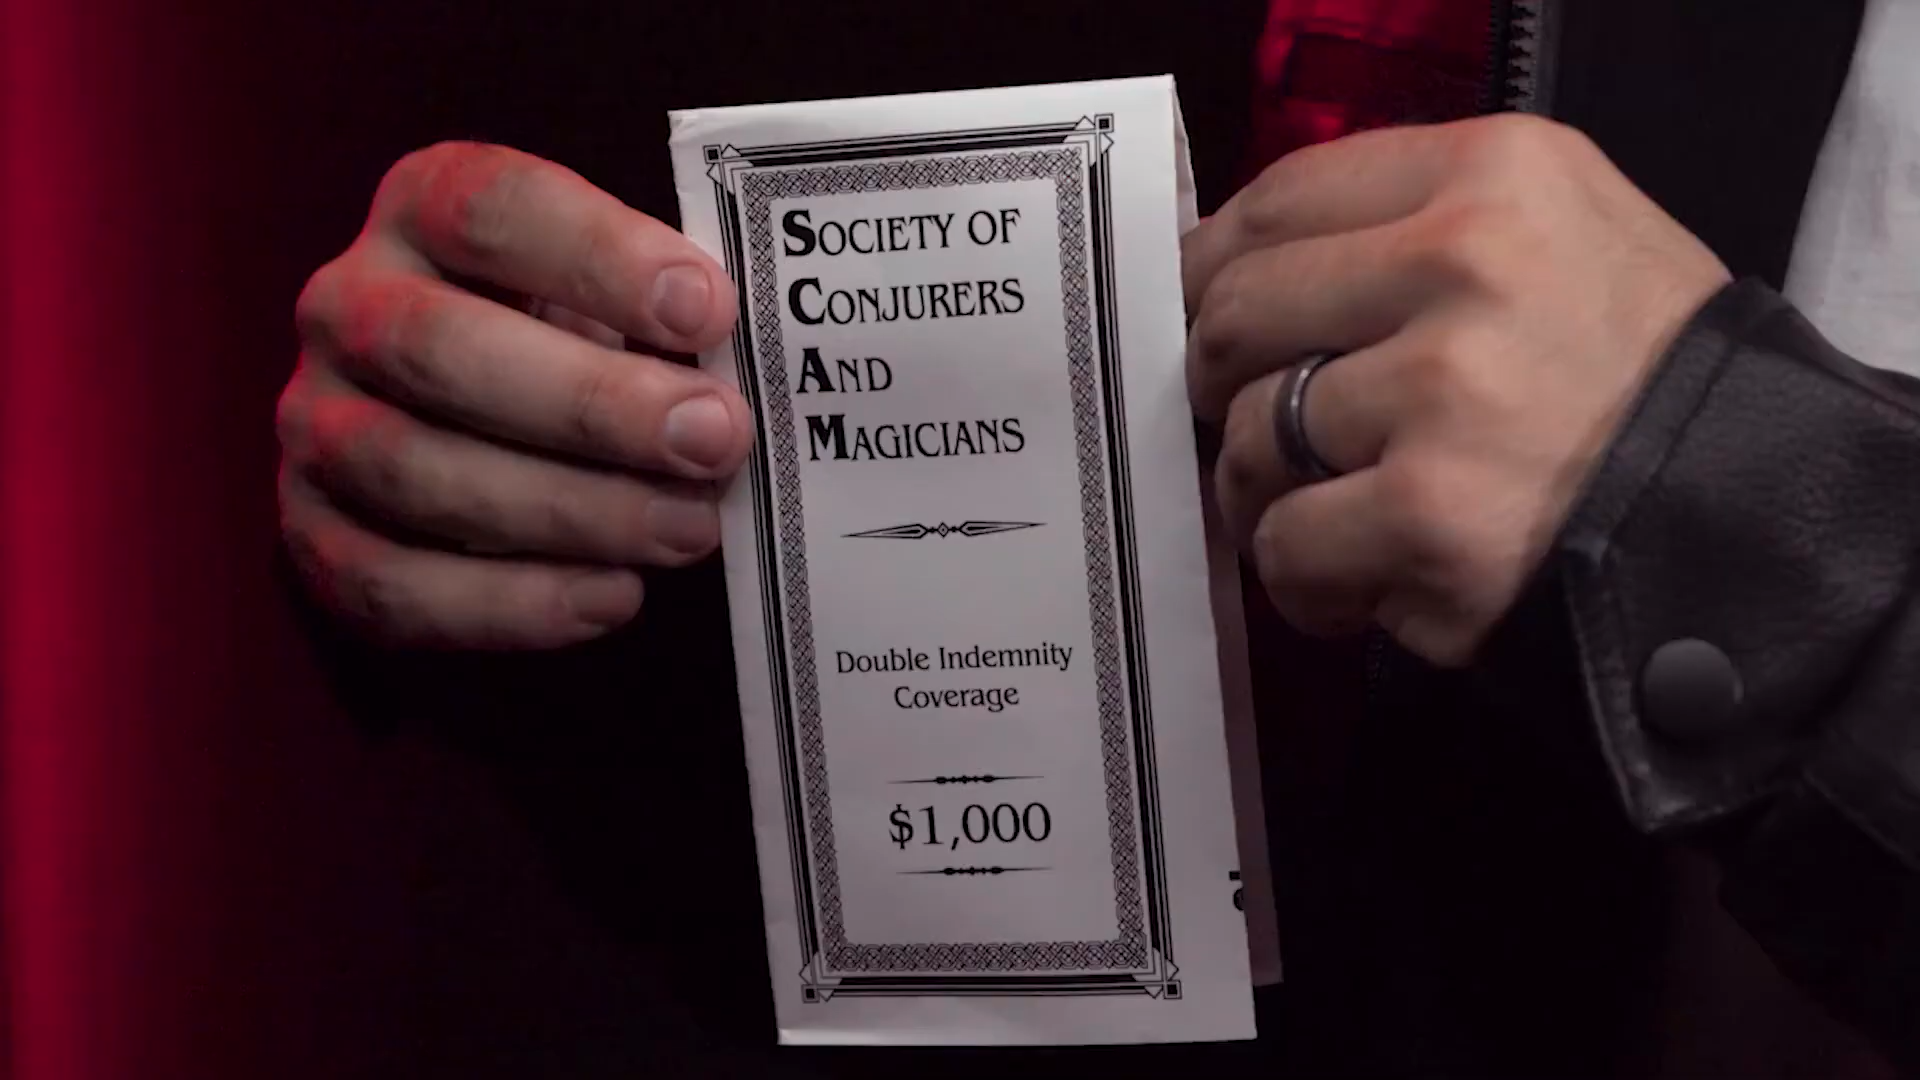 SOCIETY OF
CONJURERS
AND
MAGICIANS
Double Indemnity
Coverage
$1,000